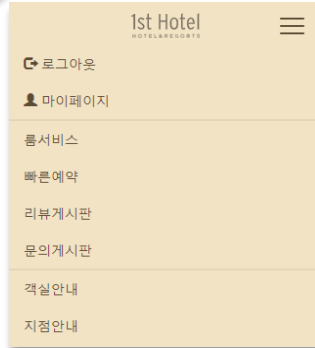 1st Hotel
HOTEL&RESORTS
로그아웃
마이페이지
룸서비스
빠른예약
리뷰게시판
문의게시판
객실안내
지점안내